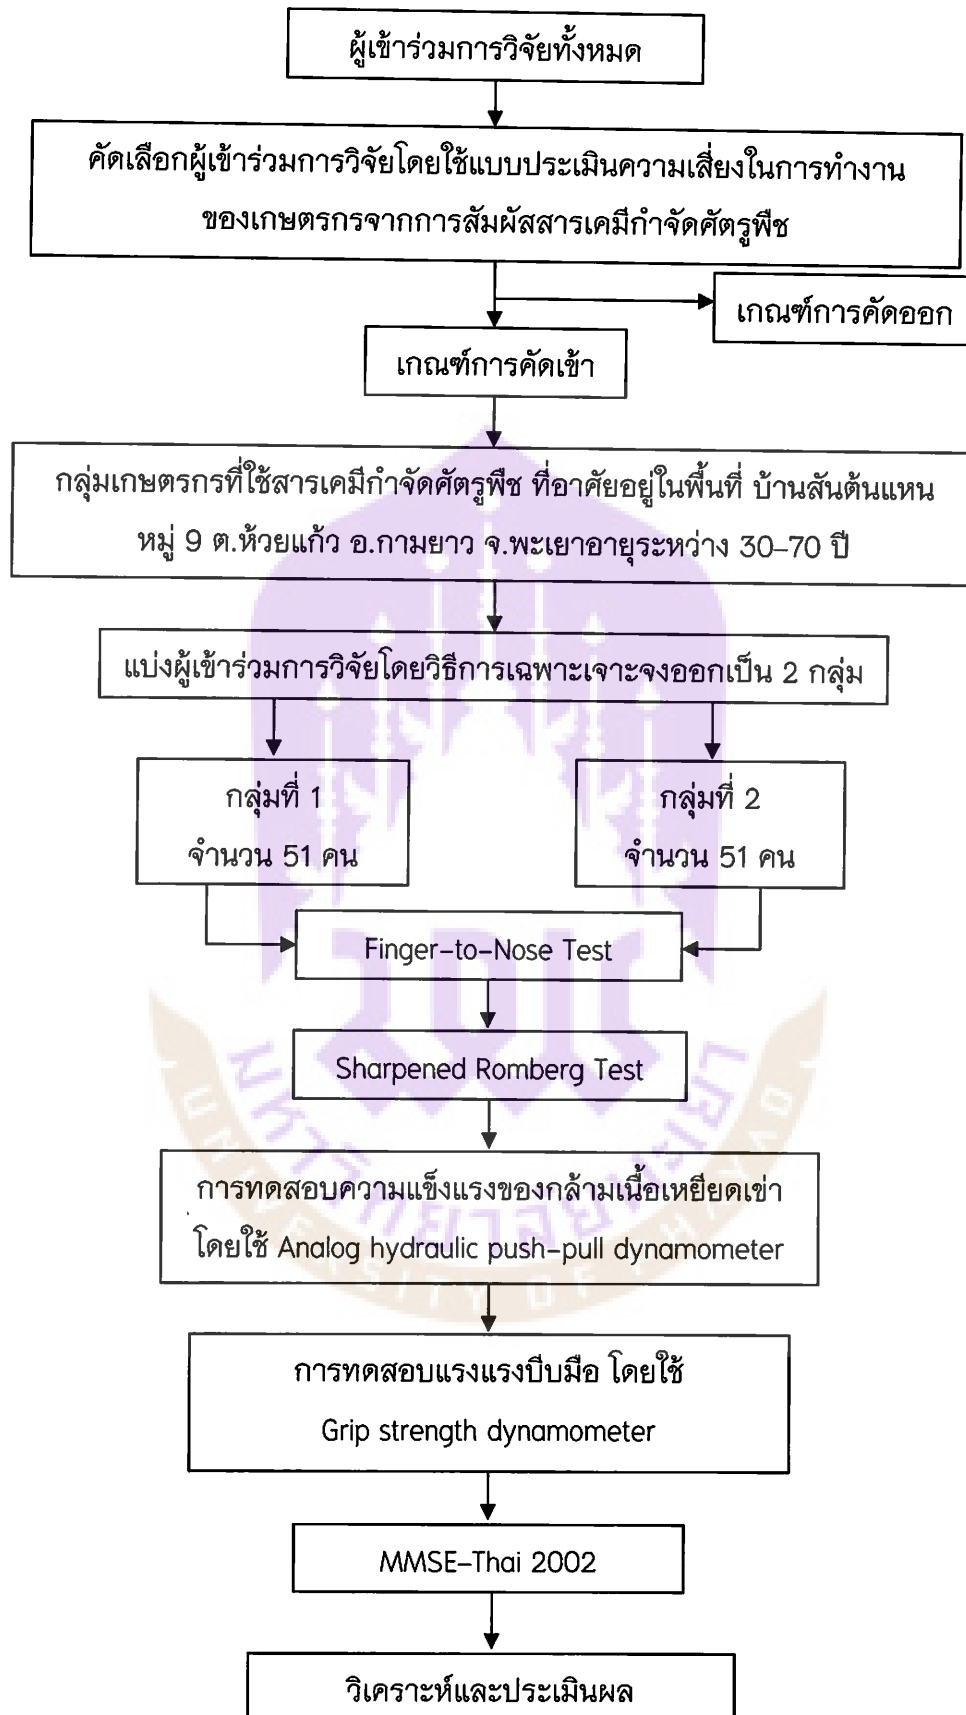 ผู้เข้าร่วมการวิจัยทั้งหมด
คัดเลือกผู้เข้าร่วมการวิจัยโดยใช้แบบประเมินความเสี่ยงในการทำงาน
ของเกษตรกรจากการสัมผัสสารเคมีกำจัดศัตรูพืช
เกณฑ์การคัดออก
เกณฑ์การคัดเข้า
กลุ่มเกษตรกรที่ใช้สารเคมีกำจัดศัตรูพืช ที่อาศัยอยู่ในพื้นที่ บ้านสันต้นแหน
หมู่ 9 ต.ห้วยแก้ว อ.ภูกามยาว จ.พะเยาอายุระหว่าง 30–70 ปี
แบ่งผู้เข้าร่วมการวิจัยโดยวิธีการเฉพาะเจาะจงออกเป็น 2 กลุ่ม
กลุ่มที่ 1
จำนวน 51 คน
กลุ่มที่ 2
จำนวน 51 คน
Finger–to–Nose Test
Sharpened Romberg Test
การทดสอบความแข็งแรงของกล้ามเนื้อเหยียดเข่า
โดยใช้ Analog hydraulic push–pull dynamometer
การทดสอบแรงแรงบีบมือ โดยใช้
Grip strength dynamometer
MMSE–Thai 2002
วิเคราะห์และประเมินผล
มหาวิทยาลัยพะเยา
UNIVERSITY OF PHAYAO